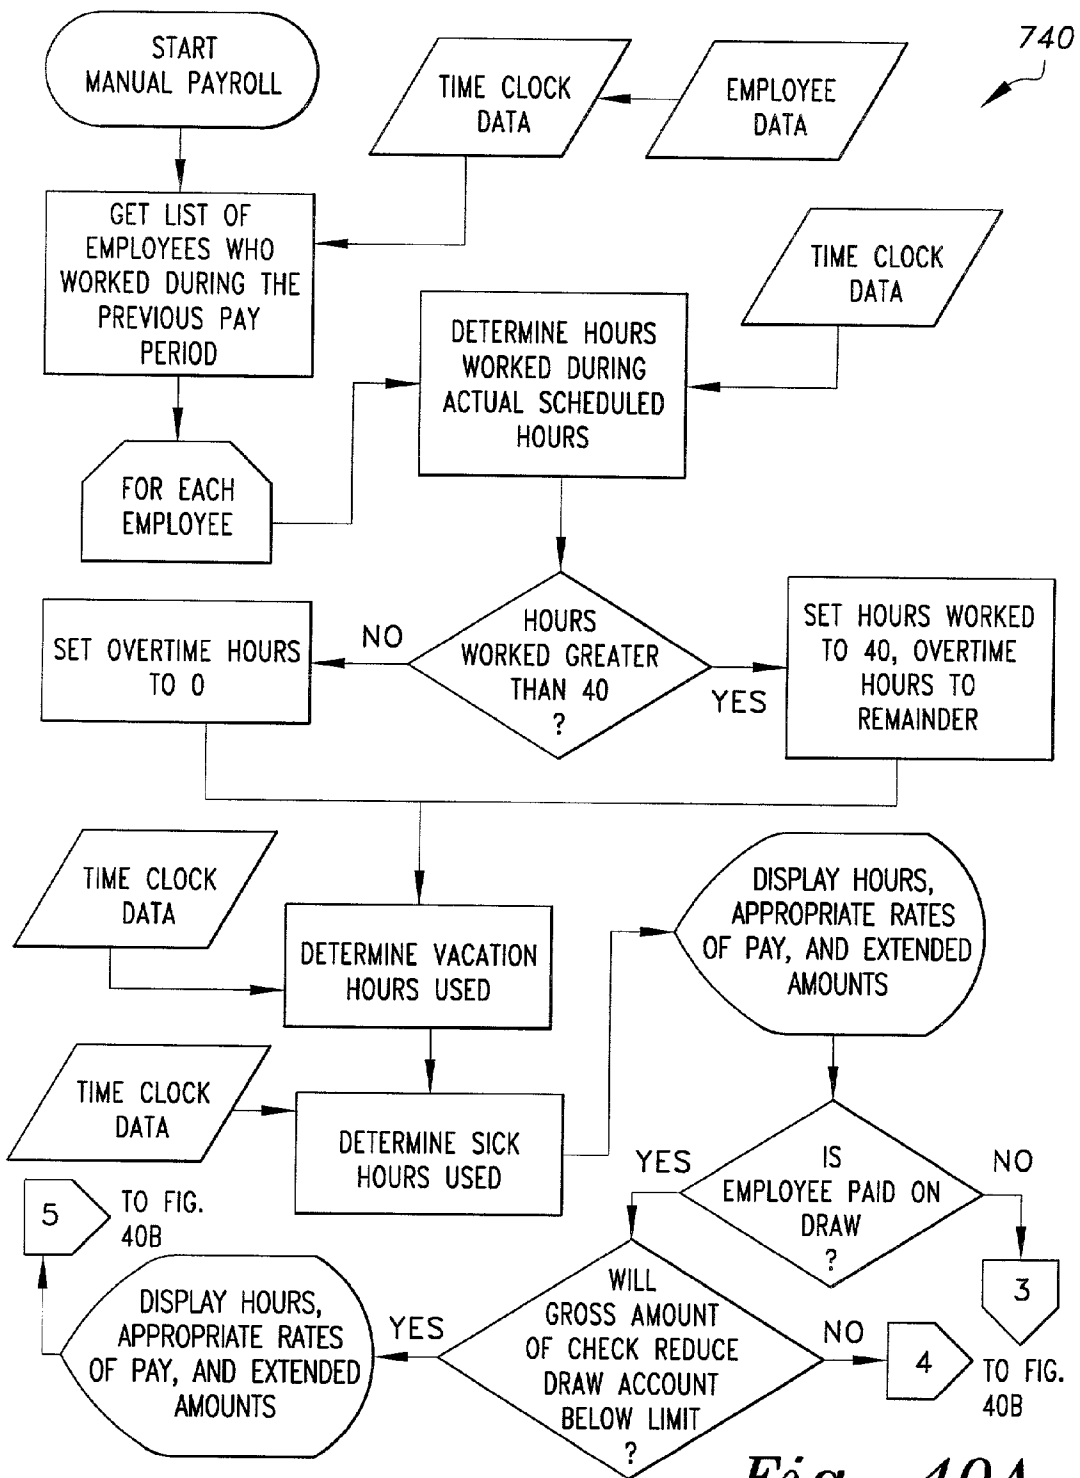 START
MANUAL PAYROLL
TIME CLOCK
DATA
EMPLOYEE
DATA
740
GET LIST OF
EMPLOYEES WHO
WORKED DURING THE
PREVIOUS PAY
PERIOD
TIME CLOCK
DATA
DETERMINE HOURS
WORKED DURING
ACTUAL SCHEDULED
HOURS
FOR EACH
EMPLOYEE
SET OVERTIME HOURS
TO 0
NO
HOURS
WORKED GREATER
THAN 40
?
YES
SET HOURS WORKED
TO 40, OVERTIME
HOURS TO
REMAINDER
TIME CLOCK
DATA
DETERMINE VACATION
HOURS USED
DISPLAY HOURS,
APPROPRIATE RATES
OF PAY, AND EXTENDED
AMOUNTS
TIME CLOCK
DATA
DETERMINE SICK
HOURS USED
YES
IS
EMPLOYEE PAID ON
DRAW
?
NO
3
5
TO FIG.
40B
DISPLAY HOURS,
APPROPRIATE RATES
OF PAY, AND EXTENDED
AMOUNTS
YES
WILL
GROSS AMOUNT
OF CHECK REDUCE
DRAW ACCOUNT
BELOW LIMIT
?
NO
4
TO FIG.
40B
Fig. 40A